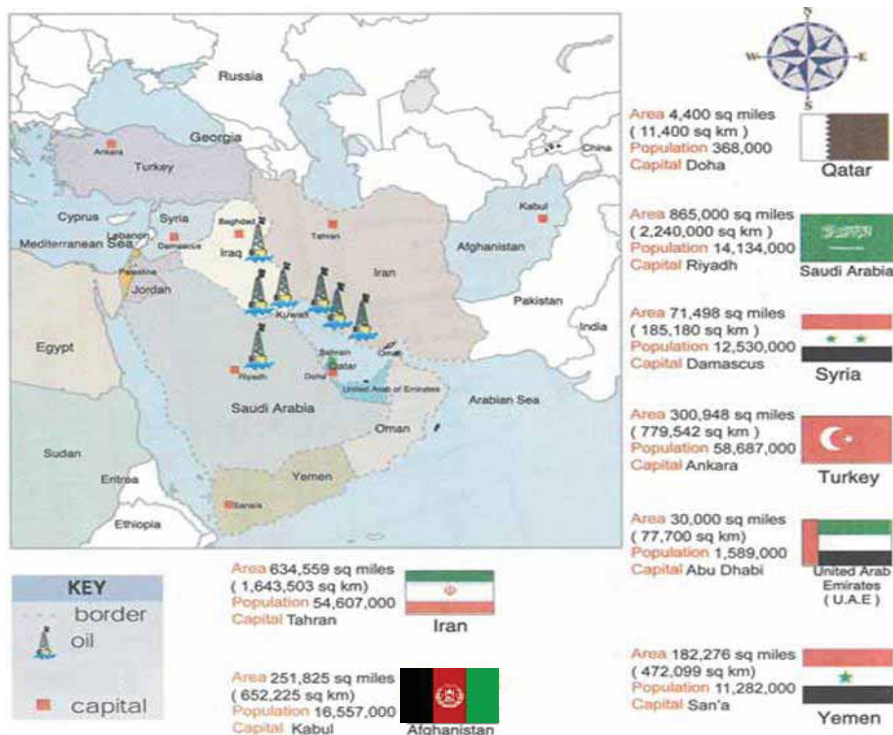 N
W
E
S
Russia
Georgia
Ankara
Turkey
China
Cyprus
Syria
Lebanon
Mediterranean Sea
Damascus
Baghdad
Iraq
Tahran
Iran
Kabul
Afghanistan
Palestine
Jordan
Kuwait
Pakistan
India
Egypt
Riyadh
Bahrain
Qatar
Doha
Oman
United Arab of Emirates
Saudi Arabia
Arabian Sea
Oman
Sudan
Eritrea
Yemen
Sana'a
Ethiopia
Area 4,400 sq miles
( 11,400 sq km )
Population 368,000
Capital Doha
Qatar
Area 865,000 sq miles
( 2,240,000 sq km )
Population 14,134,000
Capital Riyadh
Saudi Arabia
Area 71,498 sq miles
( 185,180 sq km )
Population 12,530,000
Capital Damascus
Syria
Area 300,948 sq miles
( 779,542 sq km )
Population 58,687,000
Capital Ankara
Turkey
Area 30,000 sq miles
( 77,700 sq km )
Population 1,589,000
Capital Abu Dhabi
United Arab
Emirates
( U.A.E )
Area 182,276 sq miles
( 472,099 sq km )
Population 11,282,000
Capital San'a
Yemen
KEY
border
oil
capital
Area 634,559 sq miles
( 1,643,503 sq km )
Population 54,607,000
Capital Tahran
Iran
Area 251,825 sq miles
( 652,225 sq km )
Population 16,557,000
Capital Kabul
Afghanistan